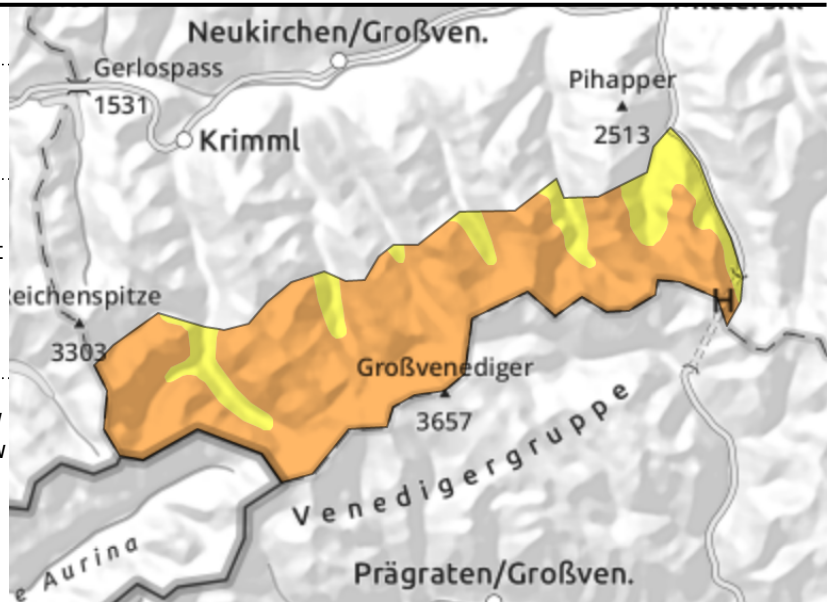 Neukirchen/Großven.
Gerlospass
1531
Pihapper
2513
Krimml
Reichenspitze
3303
H
Großvenediger
3657
Venedigergruppe
e Aurina
Prägraten/Großven.